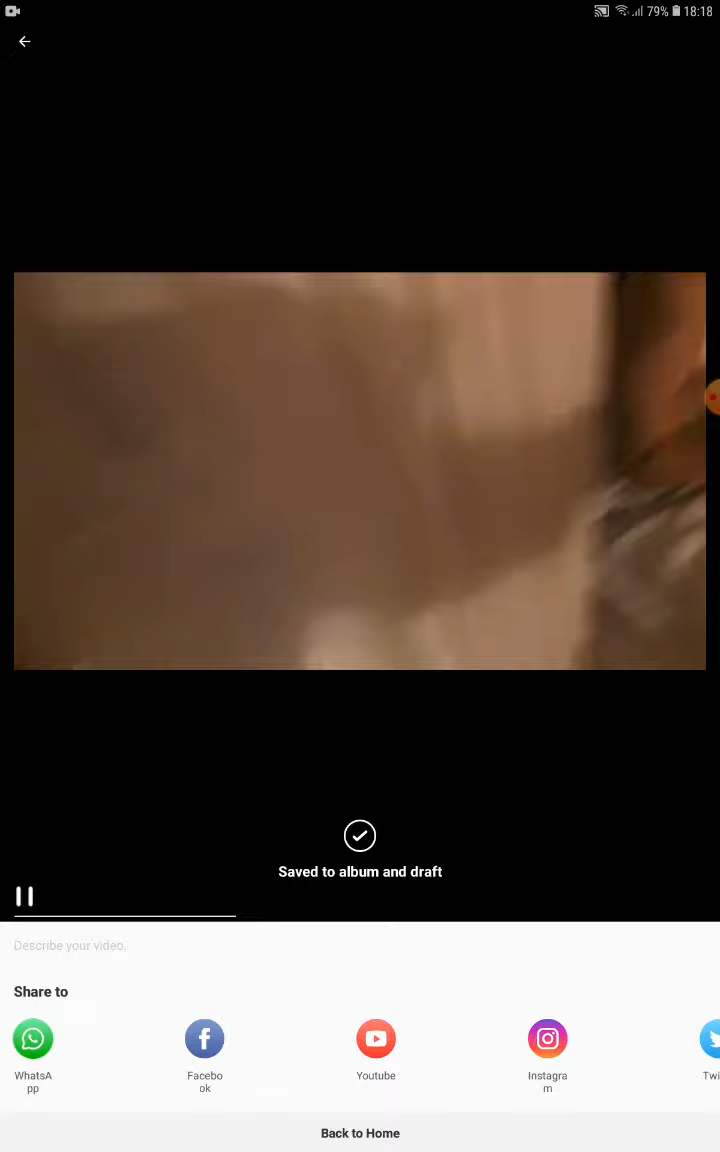 79% 18:18
Saved to album and draft
Describe your video.
Share to
WhatsA
pp
Facebo
ok
Youtube
Instagra
m
Twi
Back to Home